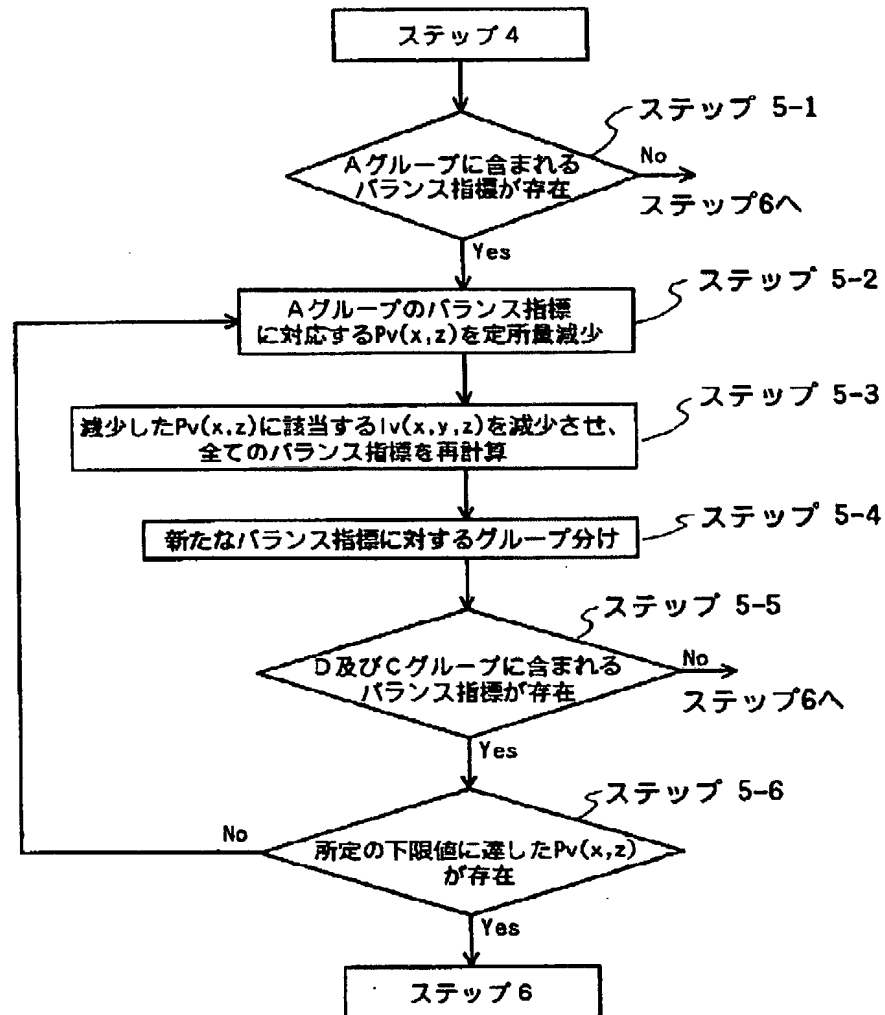 ステップ4
ステップ 5-1
Aグループに含まれる
バランス指標が存在
No
ステップ6へ
Yes
ステップ 5-2
Aグループのバランス指標
に対応するPv(x,z)を定所量減少
ステップ 5-3
減少したPv(x,z)に該当するIv(x,y,z)を減少させ、
全てのバランス指標を再計算
ステップ 5-4
新たなバランス指標に対するグループ分け
ステップ 5-5
D及びCグループに含まれる
バランス指標が存在
No
ステップ6へ
Yes
ステップ 5-6
No
所定の下限値に達したPv(x,z)
が存在
Yes
ステップ6